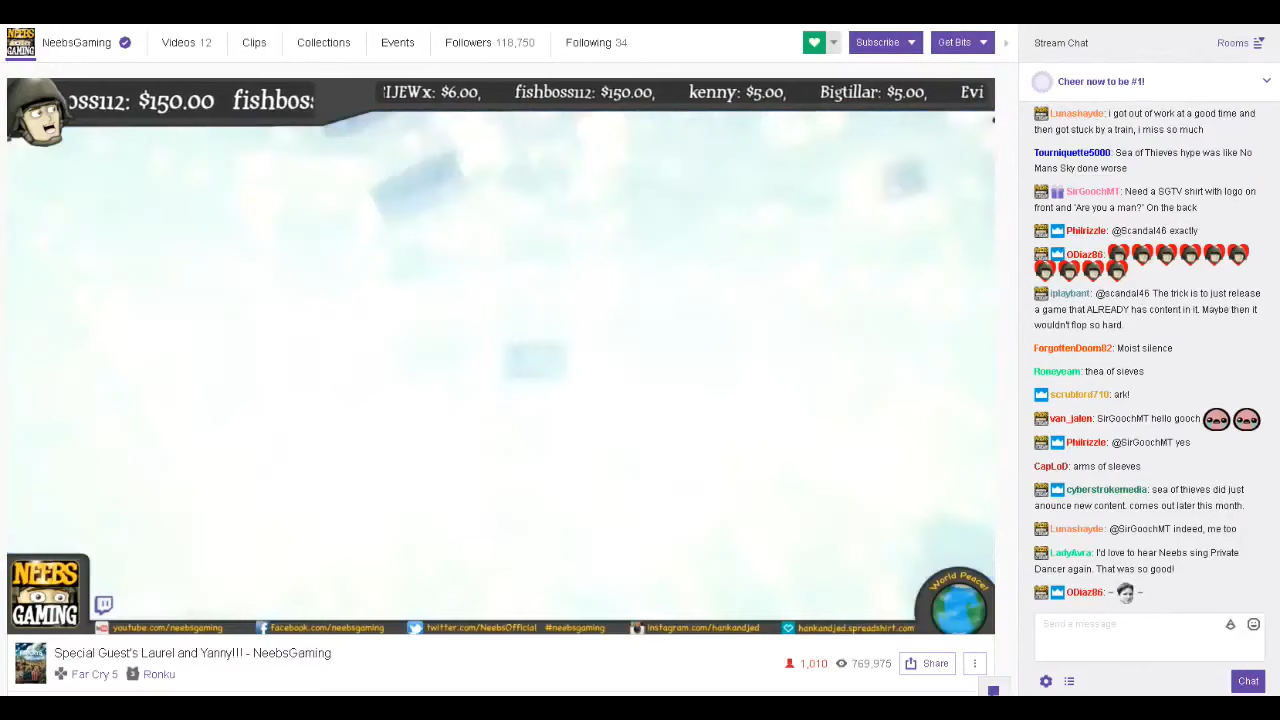 NEEBS GAMING
NeebsGaming
Videos 12
Clips
Collections
Events
Followers 118,750
Following 34
Subscribe
Get Bits
Stream Chat
Rooms
Cheer now to be #1!
oss112: $150.00 fishbos
IJEWx: $6.00, fishboss112: $150.00, kenny: $5.00, Bigtillar: $5.00, Evi
Lunashayde: i got out of work at a good time and
then got stuck by a train, i miss so much
Tourniquette5000: Sea of Thieves hype was like No
Mans Sky done worse
SirGoochMT: Need a SGTV shirt with logo on
front and "Are you a man?" On the back
Philrizzle: @Scandal46 exactly
ODiaz86:
iplaybant: @scandal46 The trick is to just release
a game that ALREADY has content in it. Maybe then it
wouldn't flop so hard.
ForgottenDoom82: Moist silence
Roneyeam: thea of sieves
scrublord710: ark!
van_jalen: SirGoochMT hello gooch
Philrizzle: @SirGoochMT yes
CapLoD: arms of sleeves
cyberstrokemedia: sea of thieves did just
anounce new content. comes out later this month.
Lunashayde: @SirGoochMT indeed, me too
LadyAvra: I'd love to hear Neebs sing Private
Dancer again. That was so good!
ODiaz86: ~ ~
Send a message
Chat
NEEBS
GAMING
World Peace!
youtube.com/neebsgaming
facebook.com/neebsgaming
twitter.com/NeebsOfficial #neebsgaming
instagram.com/hankandjed
hankandjed.spreadshirt.com
Special Guest's Laurel and Yanny!!! - NeebsGaming
Far Cry 5
Ronku
1,010
769,975
Share